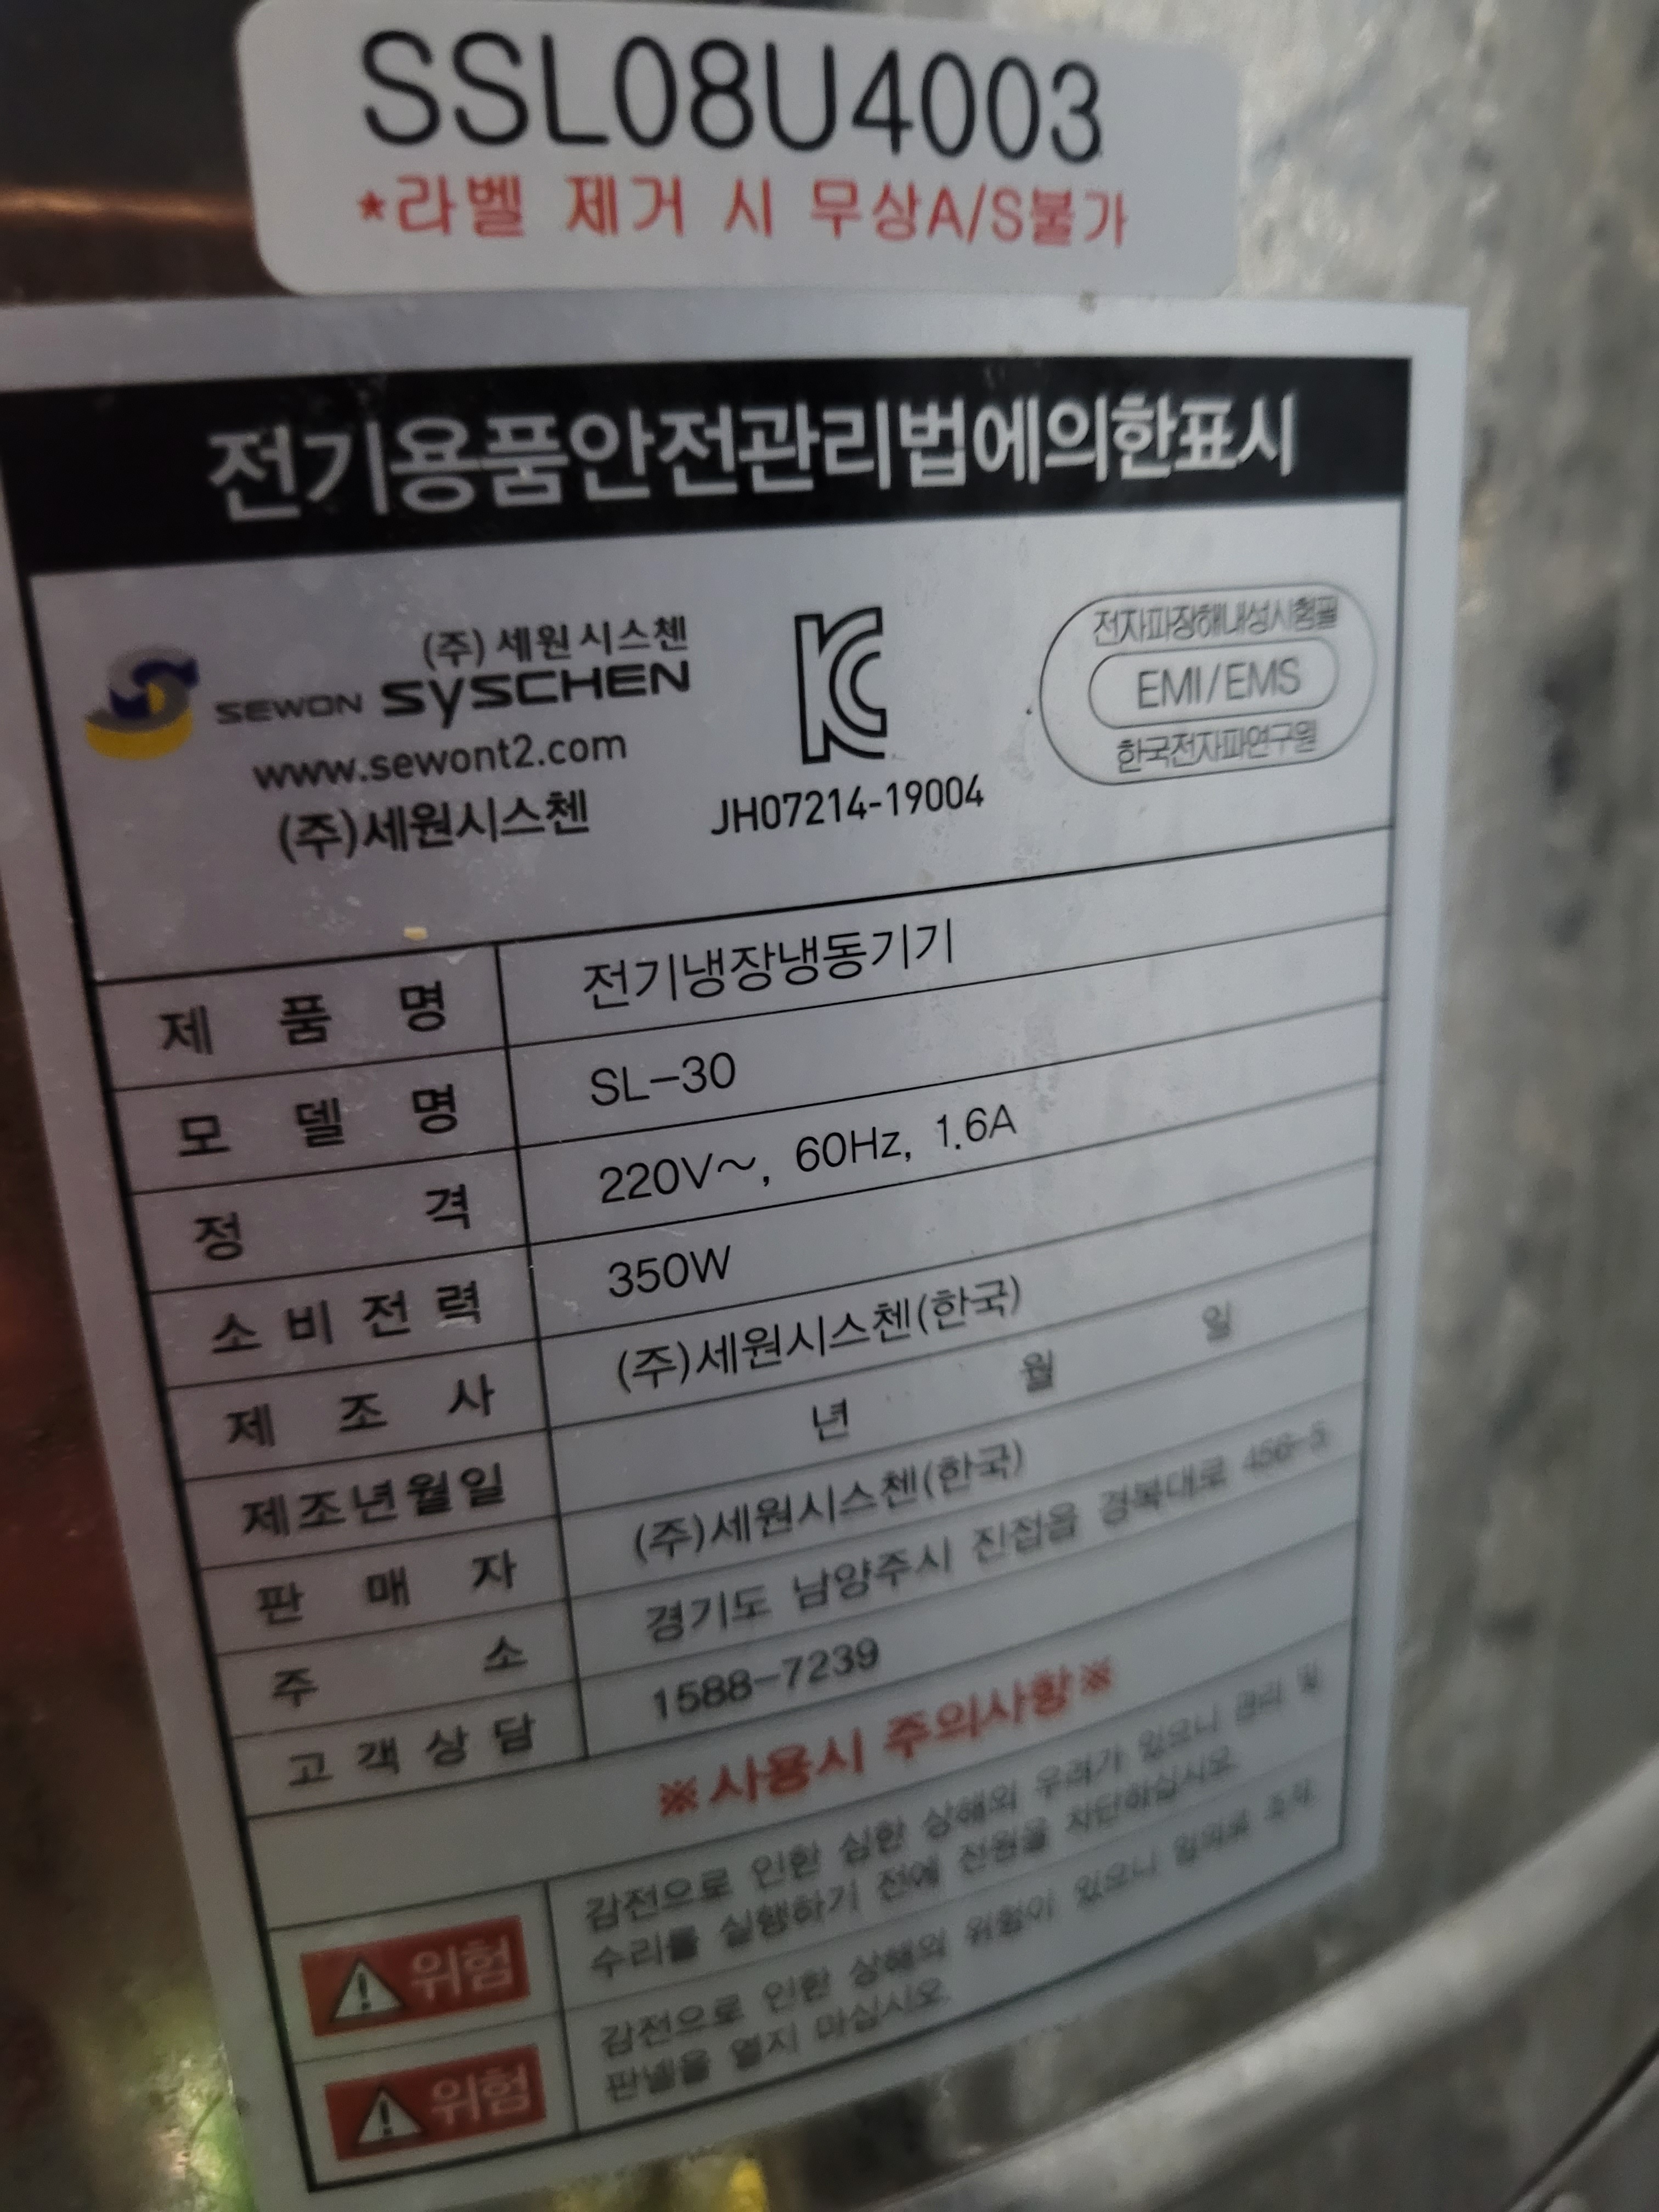 SSL08U4003
*라벨 제거 시 무상A/S불가
전기용품안전관리법에의한표시
(주) 세원시스첸
SEWON SYSCHEN
www.sewont2.com
(주)세원시스첸
JH07214-19004
전자파장해내성시험필
EMI/EMS
한국전자파연구원
제 품 명 전기냉장냉동기기
모 델 명 SL-30
정 격 220V~, 60Hz, 1.6A
소 비 전 력 350W
제 조 사 (주)세원시스첸(한국)
제조년월일 년 월 일
판 매 자 (주)세원시스첸(한국)
주 소 경기도 남양주시 진접읍 경복대로
고 객 상 담 1588-7239
※사용시 주의사항※
위험 감전으로 인한 심한 상해의 우려가 있으니 관리 및
수리를 실행하기 전에 전원을 차단하십시오.
위험 감전으로 인한 상해의 위험이 있으니 임의로
판넬을 열지 마십시오.